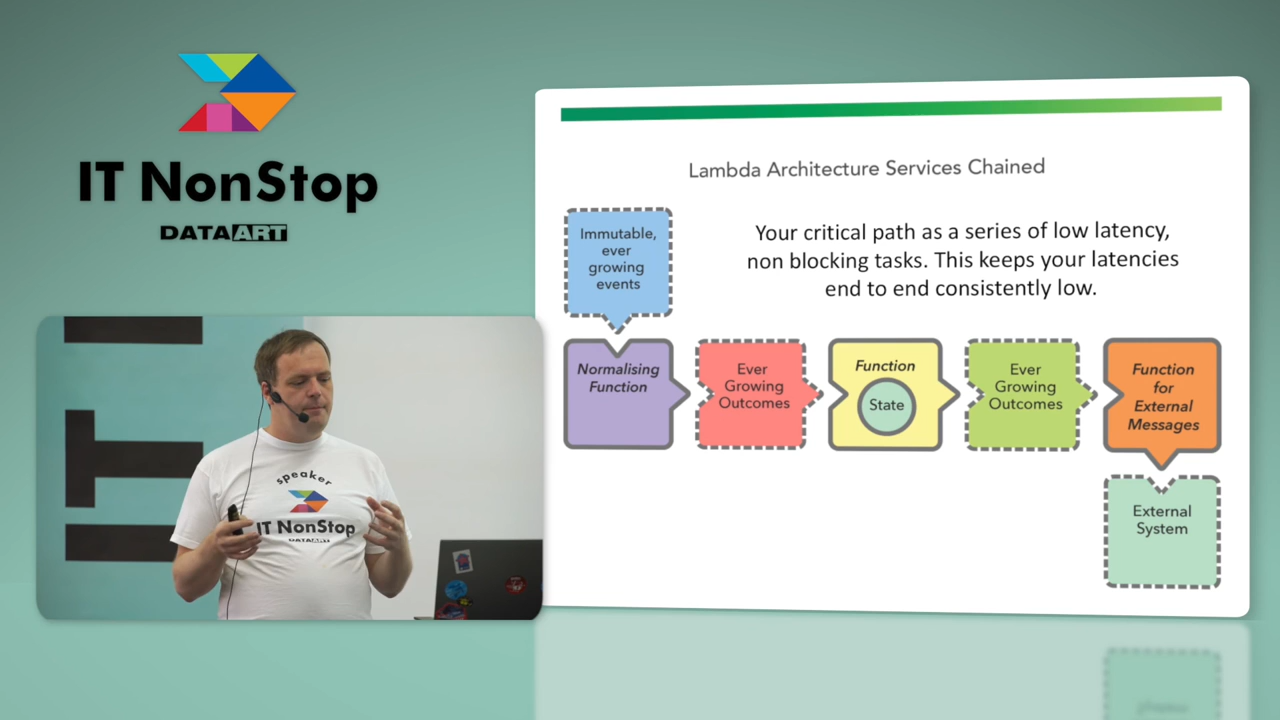 IT NonStop
DATAART
Lambda Architecture Services Chained
Immutable,
ever
growing
events
Your critical path as a series of low latency,
non blocking tasks. This keeps your latencies
end to end consistently low.
Normalising
Function
Ever
Growing
Outcomes
Function
State
Ever
Growing
Outcomes
Function
for
External
Messages
External
System
speaker
IT NonStop
DATAART